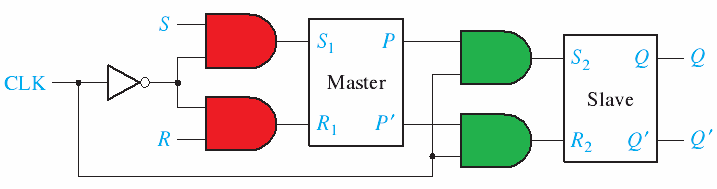 S
CLK
R
S₁ P
Master
R₁ P′
S₂ Q
Slave
R₂ Q′
Q
Q′